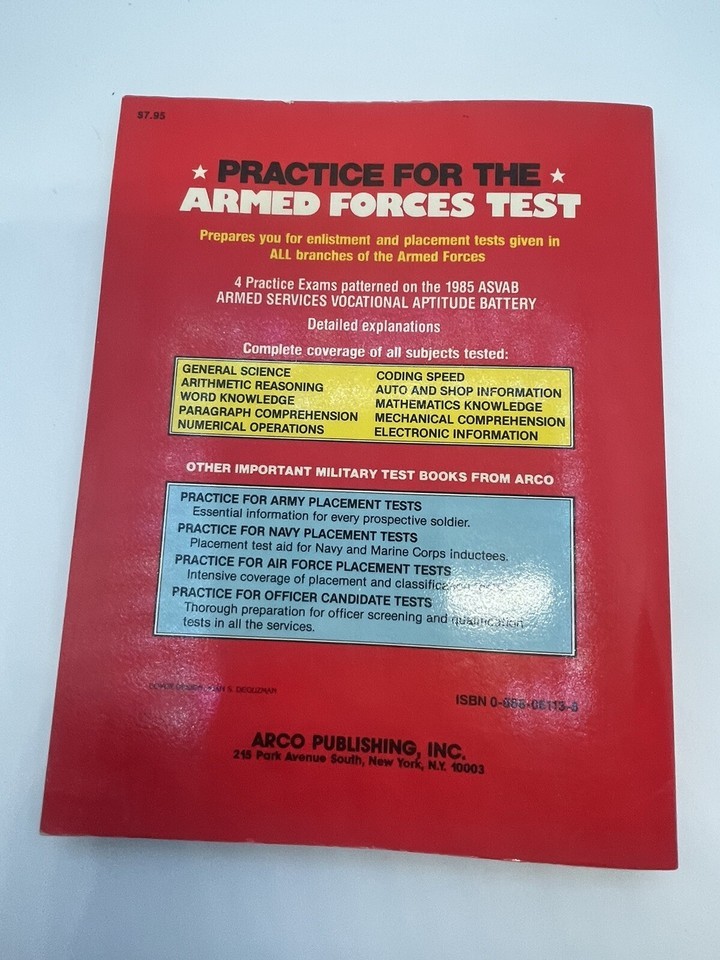 $7.95
★ PRACTICE FOR THE ★
ARMED FORCES TEST
Prepares you for enlistment and placement tests given in
ALL branches of the Armed Forces
4 Practice Exams patterned on the 1985 ASVAB
ARMED SERVICES VOCATIONAL APTITUDE BATTERY
Detailed explanations
Complete coverage of all subjects tested:
GENERAL SCIENCE
ARITHMETIC REASONING
WORD KNOWLEDGE
PARAGRAPH COMPREHENSION
NUMERICAL OPERATIONS
CODING SPEED
AUTO AND SHOP INFORMATION
MATHEMATICS KNOWLEDGE
MECHANICAL COMPREHENSION
ELECTRONIC INFORMATION
OTHER IMPORTANT MILITARY TEST BOOKS FROM ARCO
PRACTICE FOR ARMY PLACEMENT TESTS
Essential information for every prospective soldier.
PRACTICE FOR NAVY PLACEMENT TESTS
Placement test aid for Navy and Marine Corps inductees.
PRACTICE FOR AIR FORCE PLACEMENT TESTS
Intensive coverage of placement and
PRACTICE FOR OFFICER CANDIDATE TESTS
Thorough preparation for officer screening and qualification
tests in all the services.
S. DEGUZMAN
ISBN
ARCO PUBLISHING, INC.
215 Park Avenue South, New York, N.Y. 10003